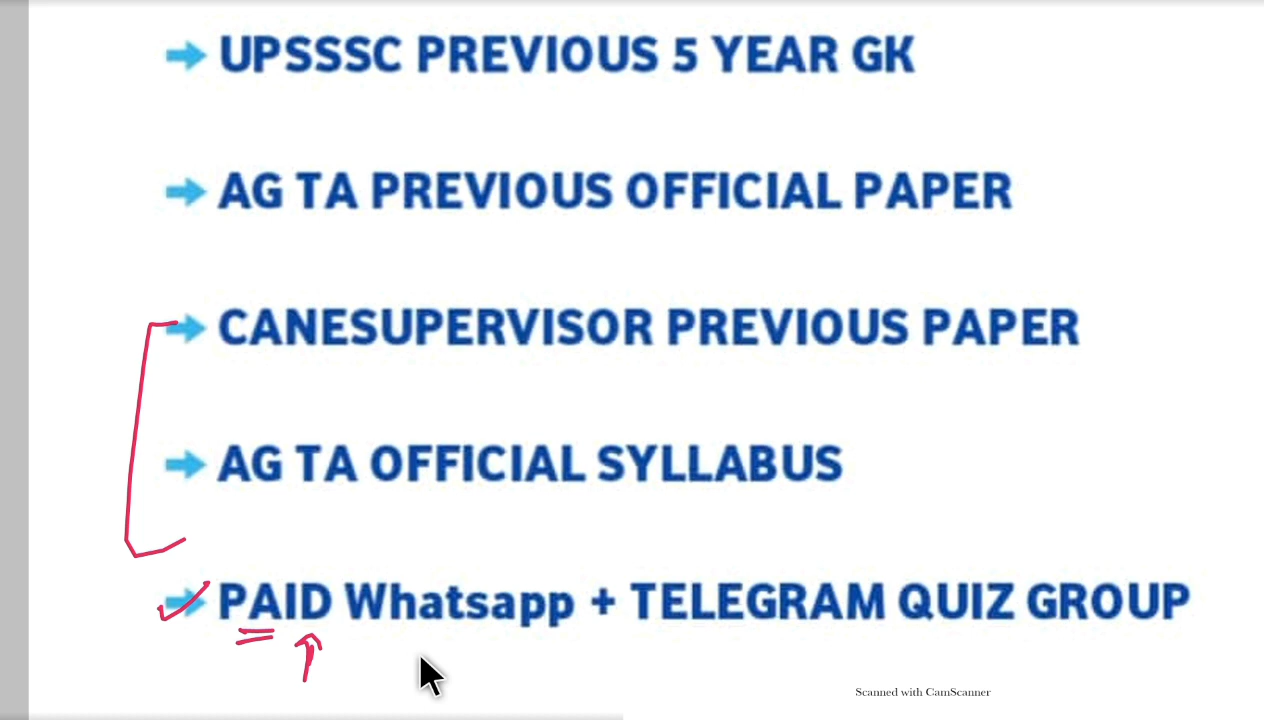 UPSSSC PREVIOUS 5 YEAR GK
AG TA PREVIOUS OFFICIAL PAPER
CANESUPERVISOR PREVIOUS PAPER
AG TA OFFICIAL SYLLABUS
PAID Whatsapp + TELEGRAM QUIZ GROUP
Scanned with CamScanner